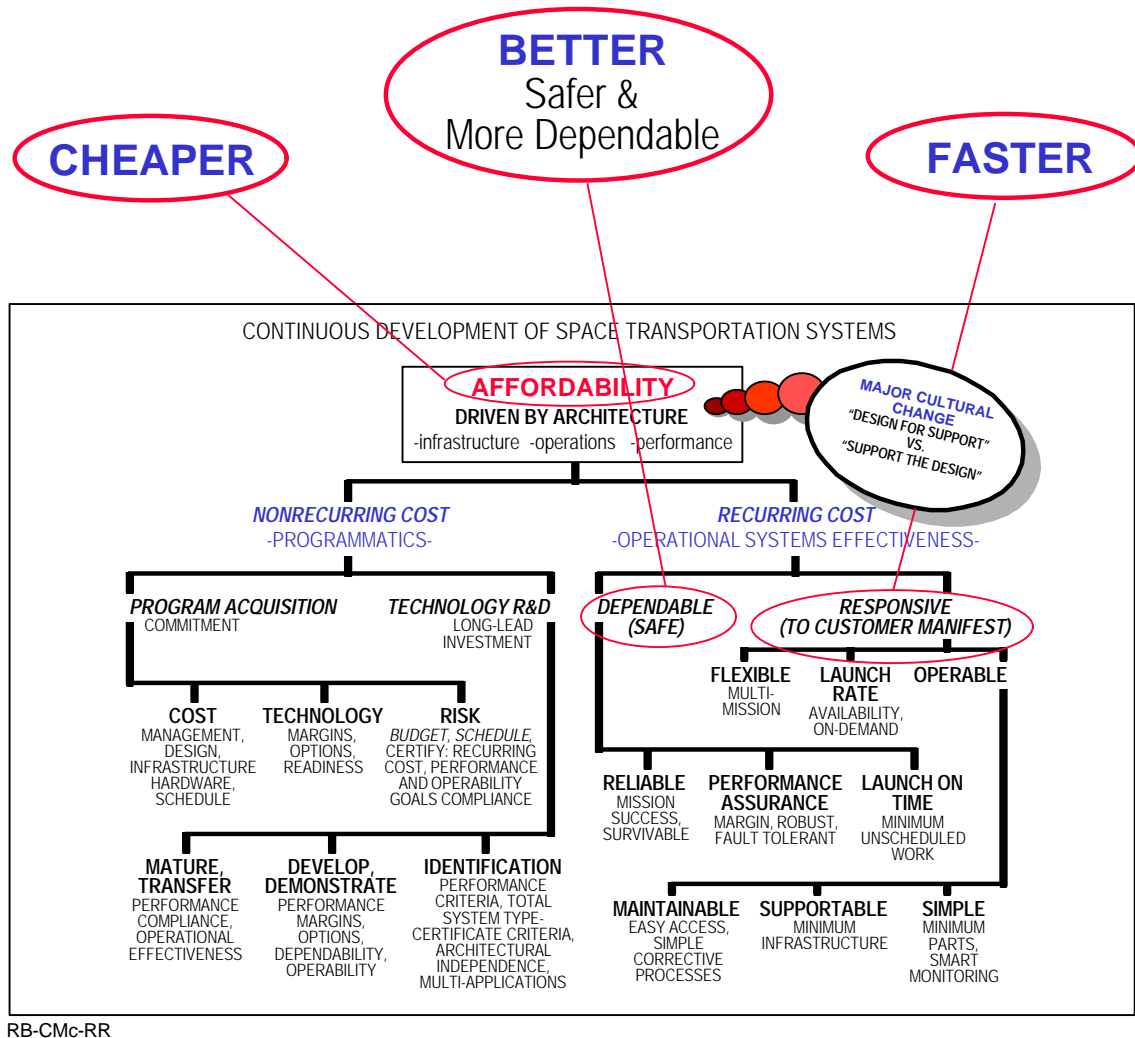 BETTER
Safer &
More Dependable
CHEAPER
FASTER
CONTINUOUS DEVELOPMENT OF SPACE TRANSPORTATION SYSTEMS
AFFORDABILITY
DRIVEN BY ARCHITECTURE
-infrastructure -operations -performance
MAJOR CULTURAL
CHANGE
"DESIGN FOR SUPPORT"
VS.
"SUPPORT THE DESIGN"
NONRECURRING COST
-PROGRAMMATICS-
RECURRING COST
-OPERATIONAL SYSTEMS EFFECTIVENESS-
PROGRAM ACQUISITION
COMMITMENT
TECHNOLOGY R&D
LONG-LEAD
INVESTMENT
DEPENDABLE
(SAFE)
RESPONSIVE
(TO CUSTOMER MANIFEST)
FLEXIBLE
MULTI-
MISSION
LAUNCH
RATE
AVAILABILITY,
ON-DEMAND
OPERABLE
COST
MANAGEMENT,
DESIGN,
INFRASTRUCTURE
HARDWARE,
SCHEDULE
TECHNOLOGY
MARGINS,
OPTIONS,
READINESS
RISK
BUDGET, SCHEDULE,
CERTIFY: RECURRING
COST, PERFORMANCE
AND OPERABILITY
GOALS COMPLIANCE
RELIABLE
MISSION
SUCCESS,
SURVIVABLE
PERFORMANCE
ASSURANCE
MARGIN, ROBUST,
FAULT TOLERANT
LAUNCH ON
TIME
MINIMUM
UNSCHEDULED
WORK
MATURE,
TRANSFER
PERFORMANCE
COMPLIANCE,
OPERATIONAL
EFFECTIVENESS
DEVELOP,
DEMONSTRATE
PERFORMANCE
MARGINS,
OPTIONS,
DEPENDABILITY,
OPERABILITY
IDENTIFICATION
PERFORMANCE
CRITERIA, TOTAL
SYSTEM TYPE-
CERTIFICATE CRITERIA,
ARCHITECTURAL
INDEPENDENCE,
MULTI-APPLICATIONS
MAINTAINABLE
EASY ACCESS,
SIMPLE
CORRECTIVE
PROCESSES
SUPPORTABLE
MINIMUM
INFRASTRUCTURE
SIMPLE
MINIMUM
PARTS,
SMART
MONITORING
RB-CMc-RR